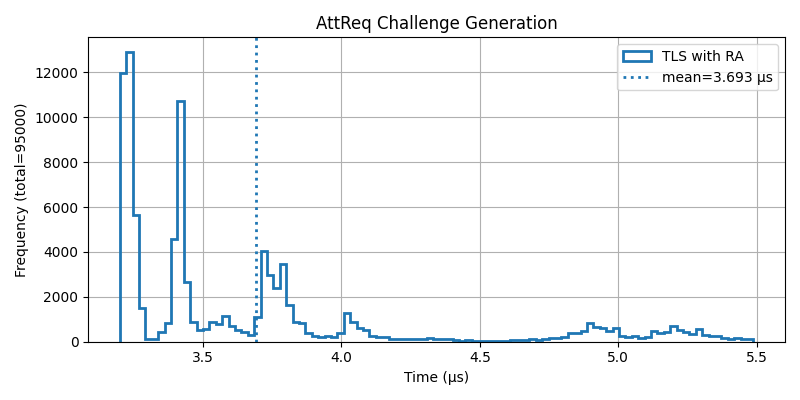 AttReq Challenge Generation
TLS with RA
mean=3.693 µs
Frequency (total=95000)
12000
10000
8000
6000
4000
2000
0
3.5 4.0 4.5 5.0 5.5
Time (µs)